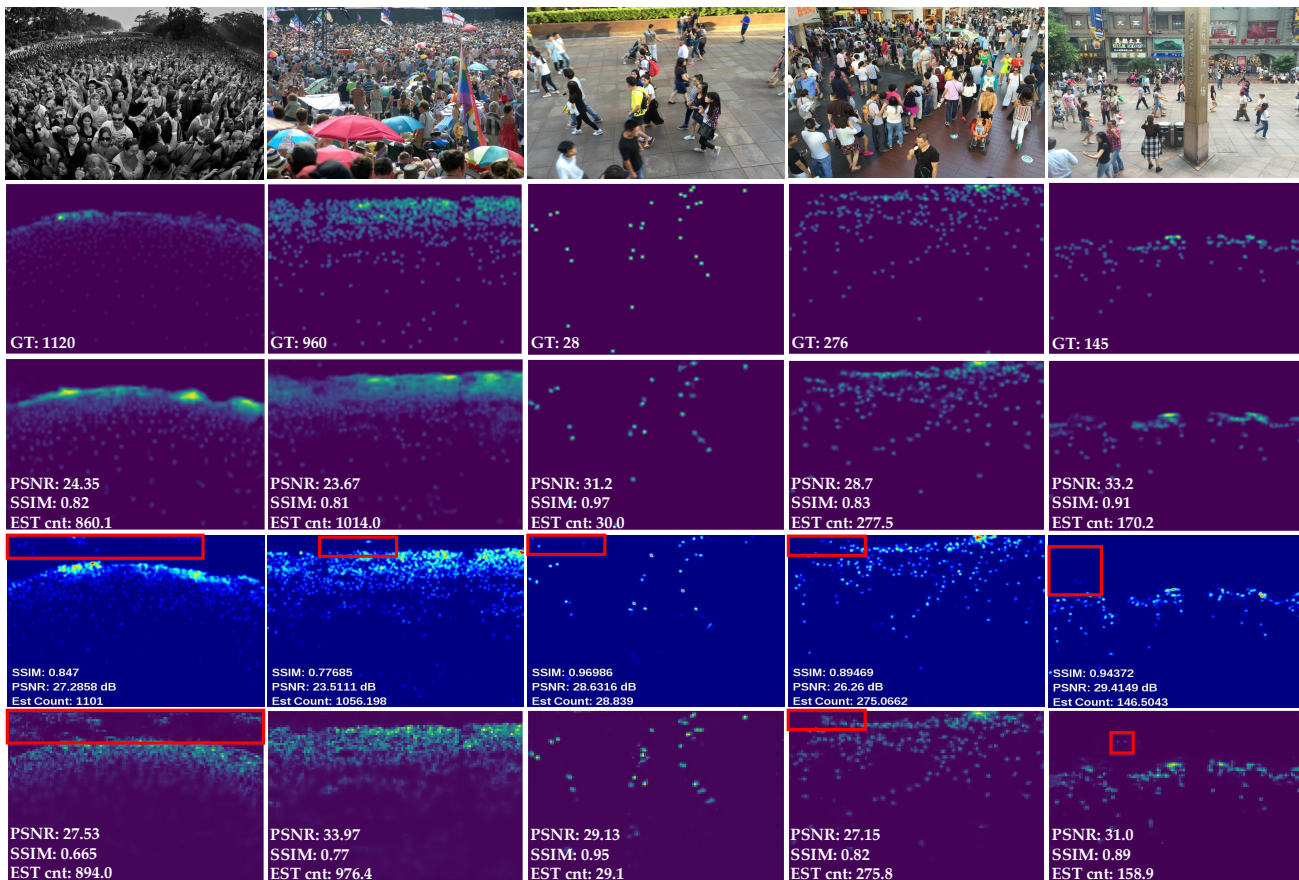 GT: 1120
GT: 960
GT: 28
GT: 276
GT: 145
PSNR: 24.35
SSIM: 0.82
EST cnt: 860.1
PSNR: 23.67
SSIM: 0.81
EST cnt: 1014.0
PSNR: 31.2
SSIM: 0.97
EST cnt: 30.0
PSNR: 28.7
SSIM: 0.83
EST cnt: 277.5
PSNR: 33.2
SSIM: 0.91
EST cnt: 170.2
SSIM: 0.847
PSNR: 27.2858 dB
Est Count: 1101
SSIM: 0.77685
PSNR: 23.5111 dB
Est Count: 1056.198
SSIM: 0.96986
PSNR: 28.6316 dB
Est Count: 28.839
SSIM: 0.89469
PSNR: 26.26 dB
Est Count: 275.0662
SSIM: 0.94372
PSNR: 29.4149 dB
Est Count: 146.5043
PSNR: 27.53
SSIM: 0.665
EST cnt: 894.0
PSNR: 33.97
SSIM: 0.77
EST cnt: 976.4
PSNR: 29.13
SSIM: 0.95
EST cnt: 29.1
PSNR: 27.15
SSIM: 0.82
EST cnt: 275.8
PSNR: 31.0
SSIM: 0.89
EST cnt: 158.9